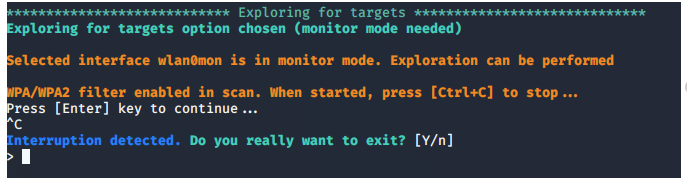 **************************** Exploring for targets *****************************
Exploring for targets option chosen (monitor mode needed)
Selected interface wlan0mon is in monitor mode. Exploration can be performed
WPA/WPA2 filter enabled in scan. When started, press [Ctrl+C] to stop...
Press [Enter] key to continue...
^C
Interruption detected. Do you really want to exit? [Y/n]
>